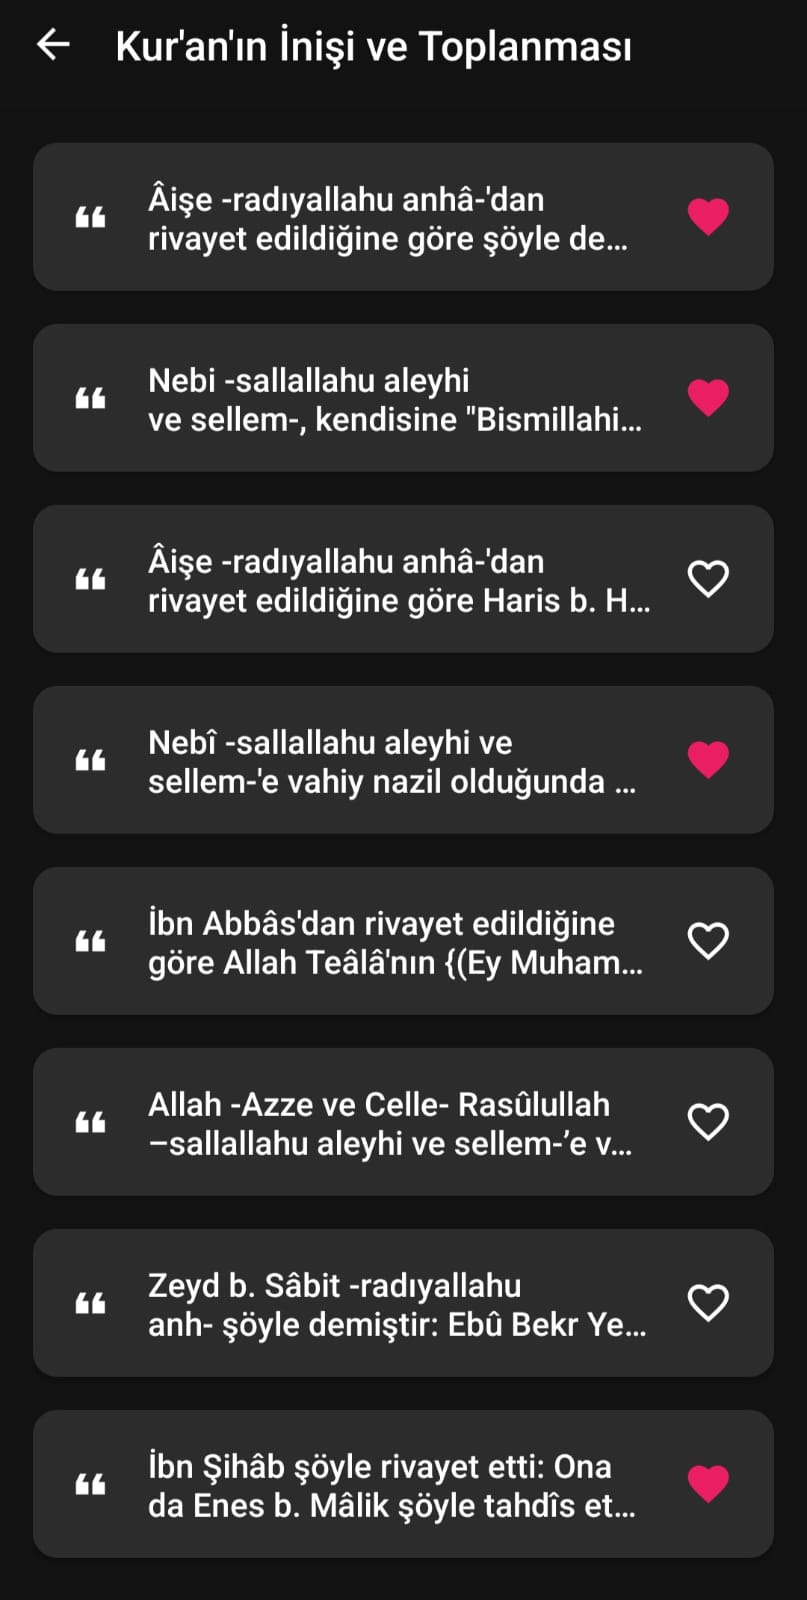 Kur'an'ın İnişi ve Toplanması
Âişe -radıyallahu anhâ-'dan
rivayet edildiğine göre şöyle de...
Nebi -sallallahu aleyhi
ve sellem-, kendisine "Bismillahi...
Âişe -radıyallahu anhâ-'dan
rivayet edildiğine göre Haris b. H...
Nebî -sallallahu aleyhi ve
sellem-'e vahiy nazil olduğunda ...
İbn Abbâs'dan rivayet edildiğine
göre Allah Teâlâ'nın {(Ey Muham...
Allah -Azze ve Celle- Rasûlullah
–sallallahu aleyhi ve sellem-’e v...
Zeyd b. Sâbit -radıyallahu
anh- şöyle demiştir: Ebû Bekr Ye...
İbn Şihâb şöyle rivayet etti: Ona
da Enes b. Mâlik şöyle tahdîs et...